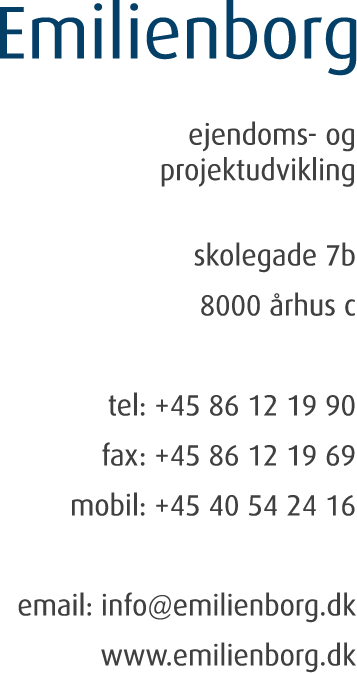 Emilienborg
ejendoms- og
projektudvikling
skolegade 7b
8000 århus c
tel: +45 86 12 19 90
fax: +45 86 12 19 69
mobil: +45 40 54 24 16
email: info@emilienborg.dk
www.emilienborg.dk